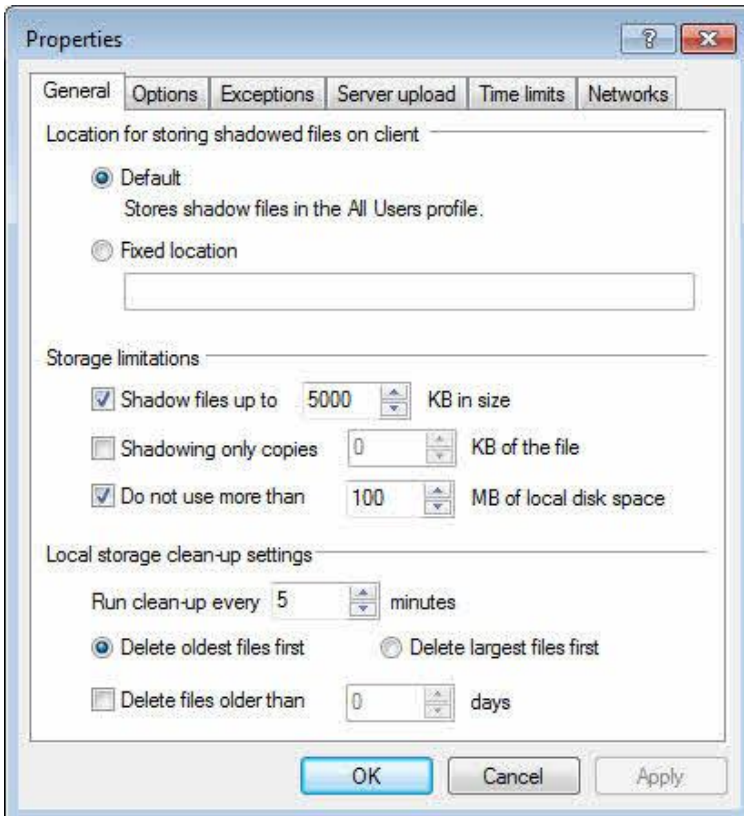 Properties
General Options Exceptions Server upload Time limits Networks
Location for storing shadowed files on client
Default
Stores shadow files in the All Users profile.
Fixed location
Storage limitations
Shadow files up to 5000 KB in size
Shadowing only copies 0 KB of the file
Do not use more than 100 MB of local disk space
Local storage clean-up settings
Run clean-up every 5 minutes
Delete oldest files first Delete largest files first
Delete files older than 0 days
OK Cancel Apply